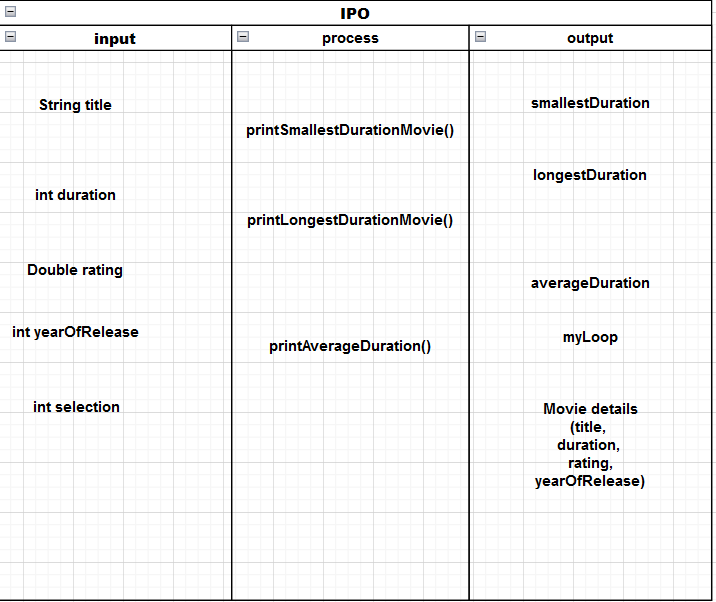 IPO
input
process
output
String title
int duration
Double rating
int yearOfRelease
int selection
printSmallestDurationMovie()
printLongestDurationMovie()
printAverageDuration()
smallestDuration
longestDuration
averageDuration
myLoop
Movie details
(title,
duration,
rating,
yearOfRelease)